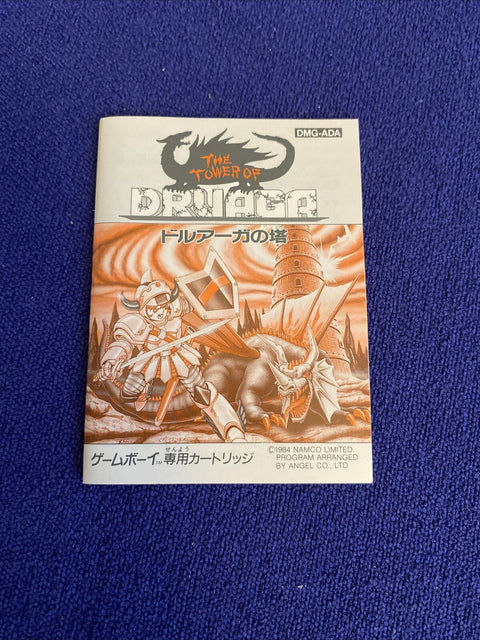 DMG-ADA
THE
TOWER OF
DRUAGA
ドルアーガの塔
せんよう
ゲームボーイ™専用カートリッジ
©1984 NAMCO LIMITED.
PROGRAM ARRANGED
BY ANGEL CO., LTD